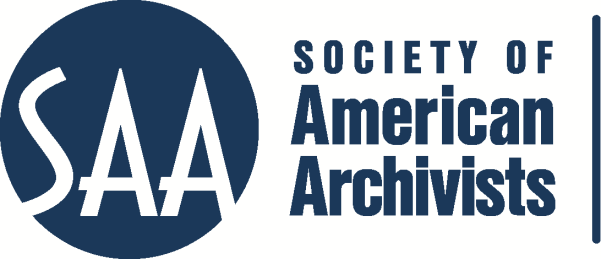 SAA
SOCIETY OF
American
Archivists